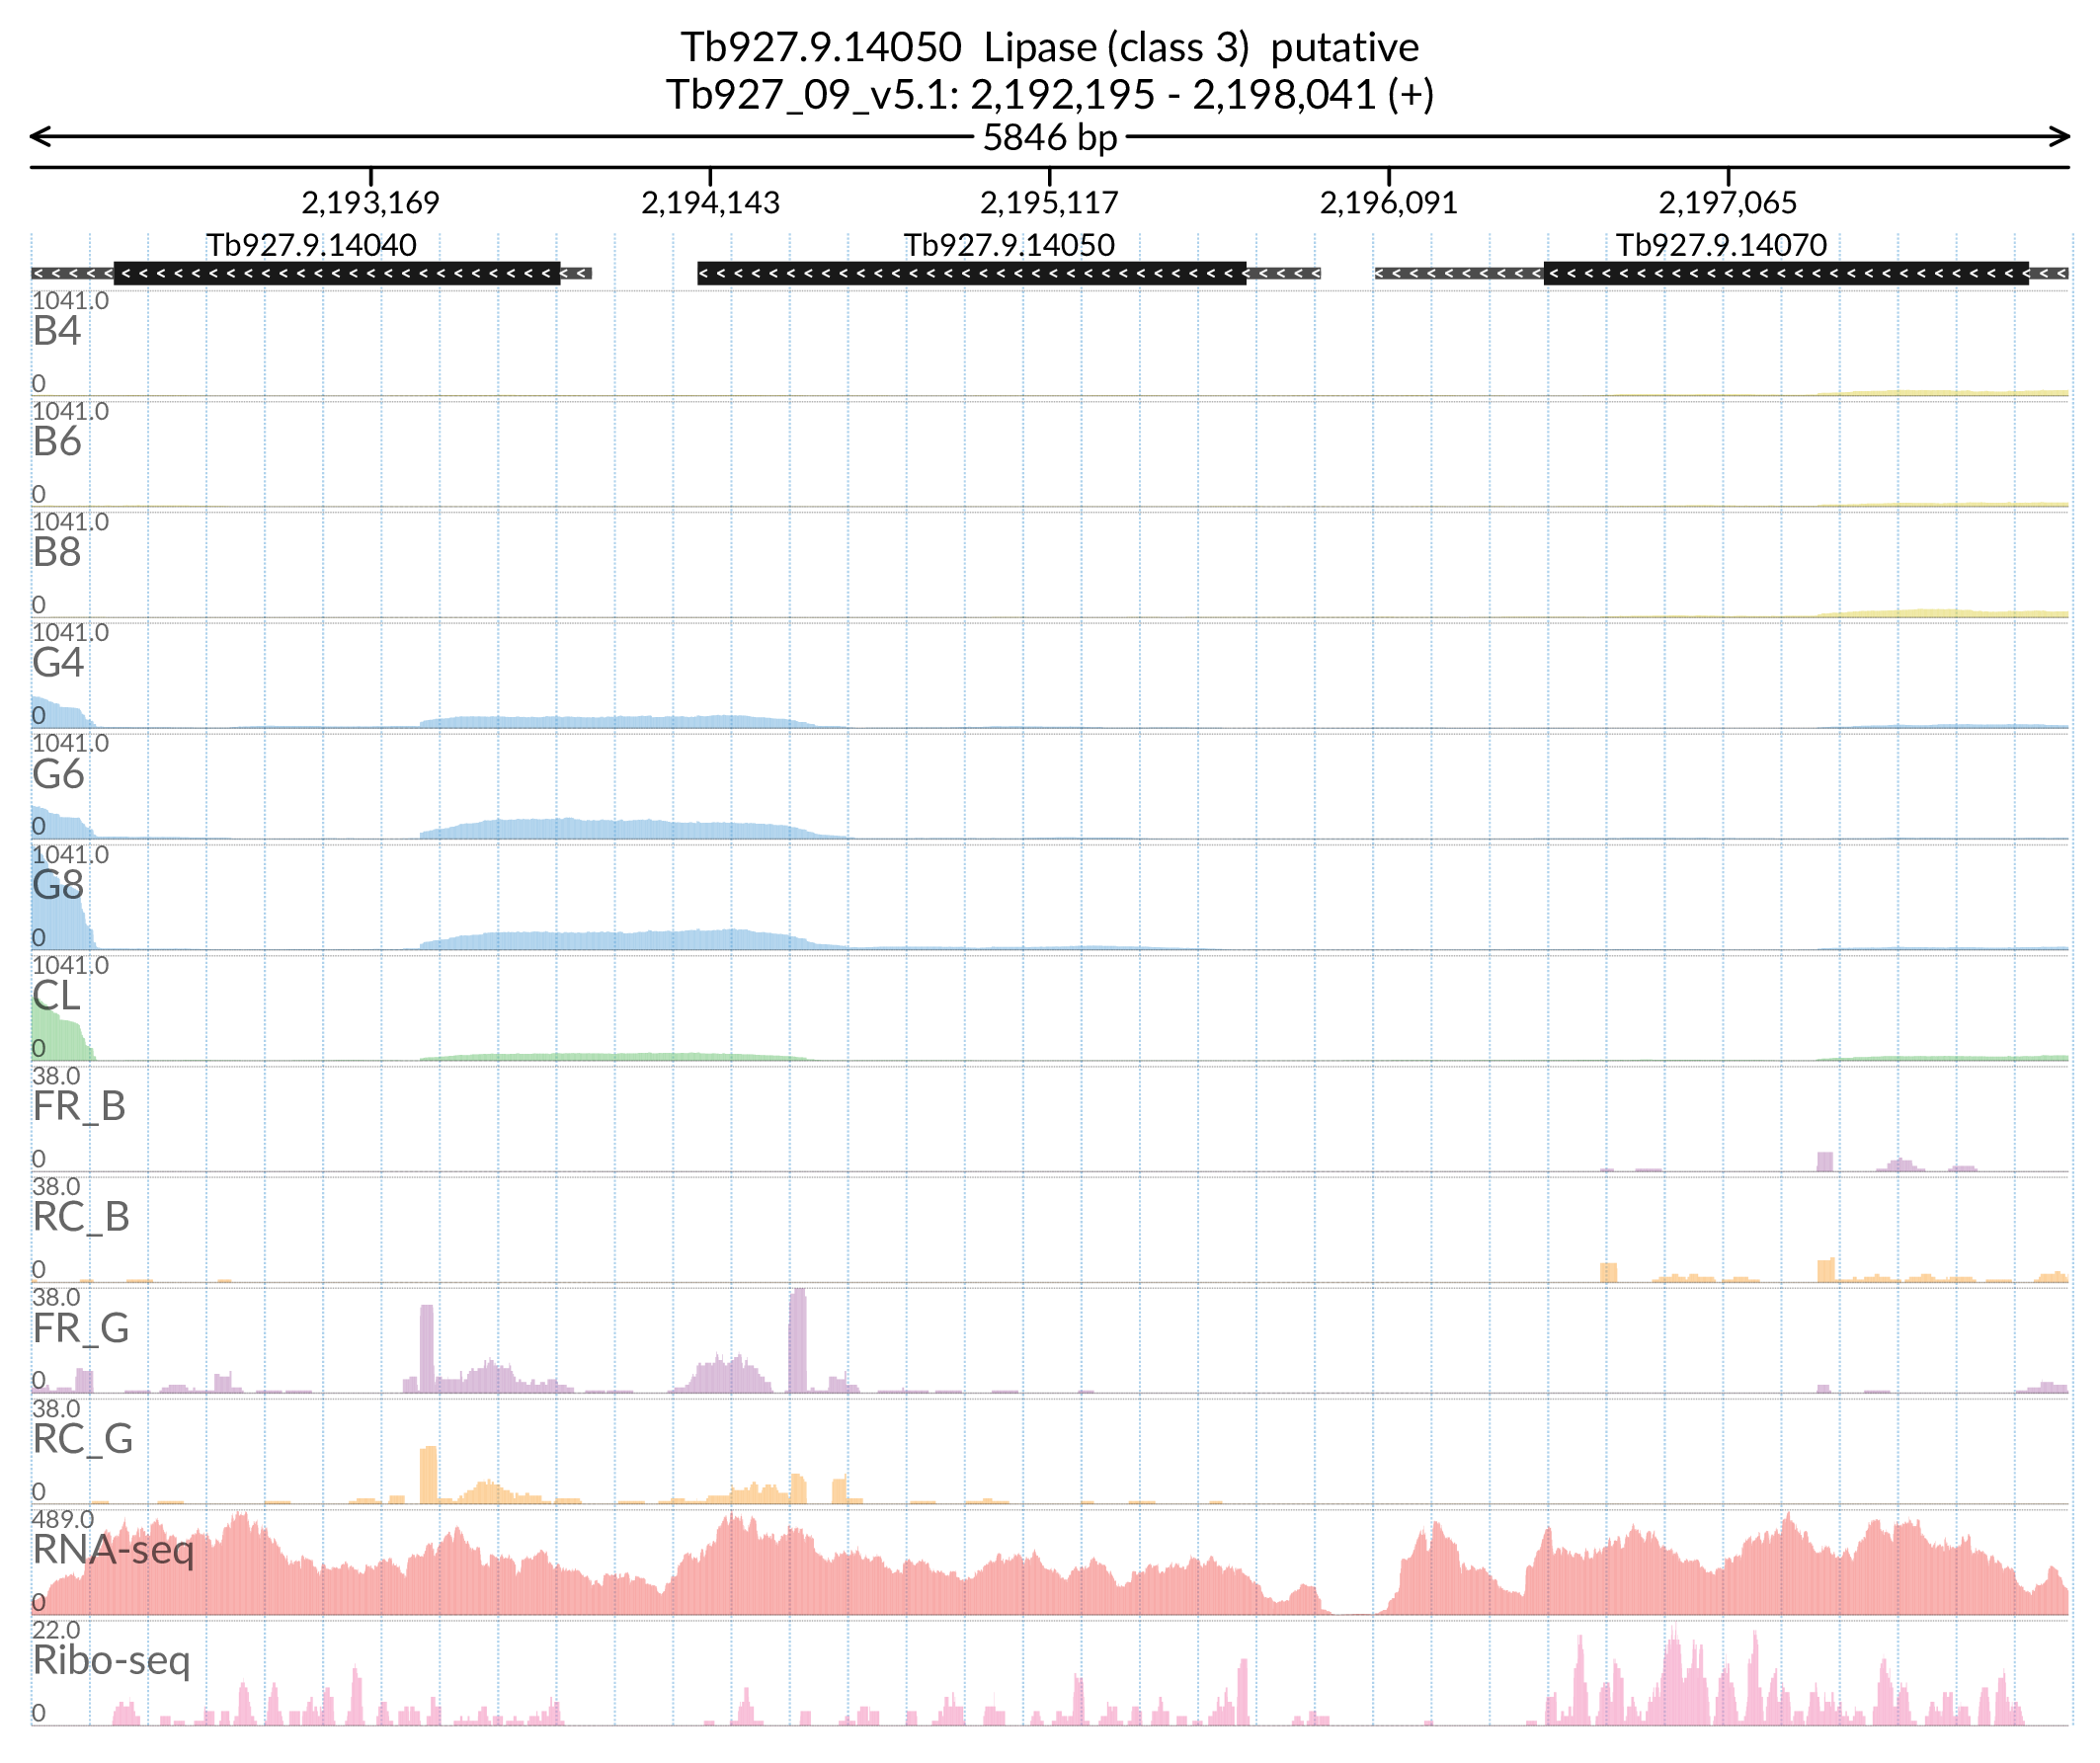 Tb927.9.14050  Lipase (class 3)  putative
Tb927_09_v5.1: 2,192,195 - 2,198,041 (+)
5846 bp
2,193,169 2,194,143 2,195,117 2,196,091 2,197,065
Tb927.9.14040 Tb927.9.14050 Tb927.9.14070
1041.0
B4
0
1041.0
B6
0
1041.0
B8
0
1041.0
G4
0
1041.0
G6
0
1041.0
G8
0
1041.0
CL
0
38.0
FR_B
0
38.0
RC_B
0
38.0
FR_G
0
38.0
RC_G
0
489.0
RNA-seq
0
22.0
Ribo-seq
0